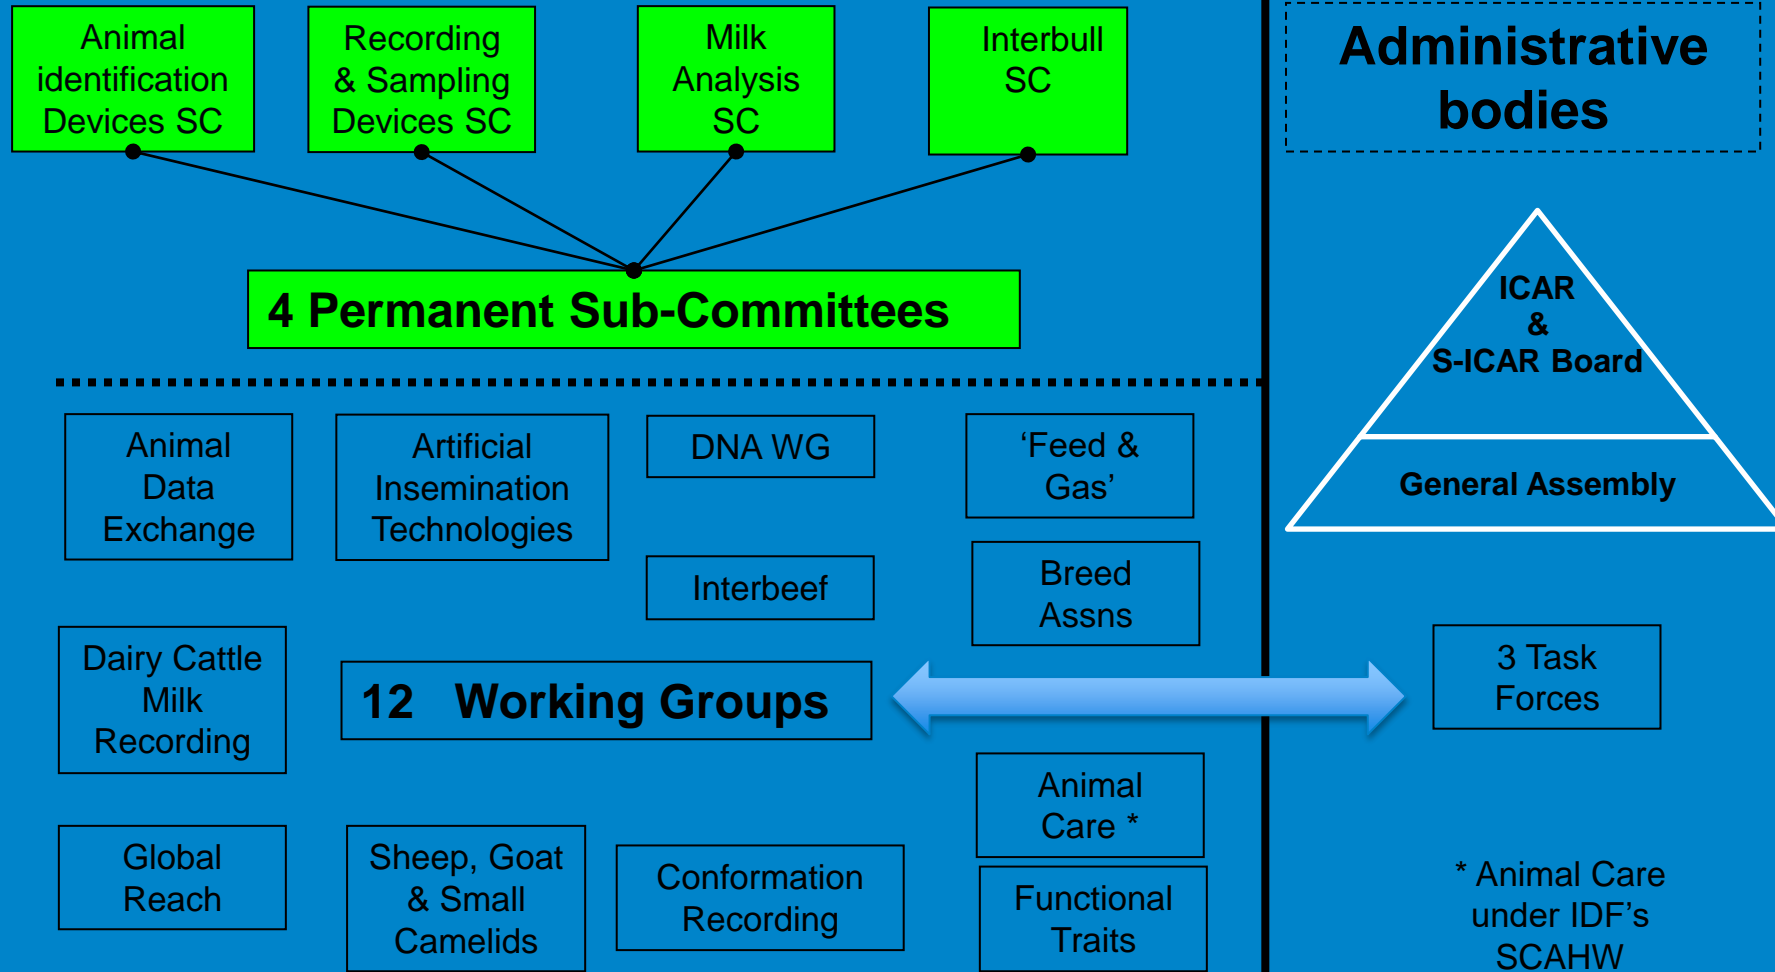 Animal
identification
Devices SC
Recording
& Sampling
Devices SC
Milk
Analysis
SC
Interbull
SC
Administrative
bodies
4 Permanent Sub-Committees
ICAR
&
S-ICAR Board
General Assembly
Animal
Data
Exchange
Artificial
Insemination
Technologies
DNA WG
‘Feed &
Gas’
Interbeef
Breed
Assns
Dairy Cattle
Milk
Recording
12 Working Groups
3 Task
Forces
Animal
Care *
Global
Reach
Sheep, Goat
& Small
Camelids
Conformation
Recording
Functional
Traits
* Animal Care
under IDF’s
SCAHW